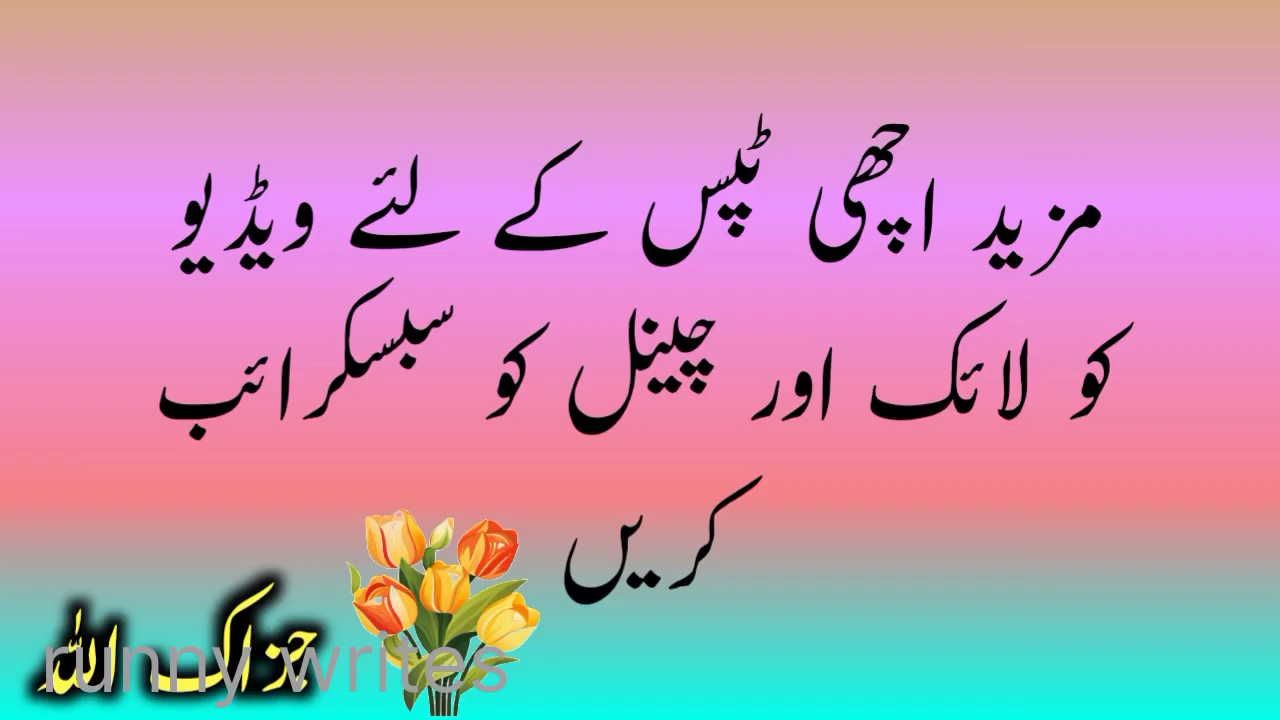 مزید اچھی ٹپس کے لئے ویڈیو
کو لائک اور چینل کو سبسکرائب
کریں
جزاک اللہ
runny writes